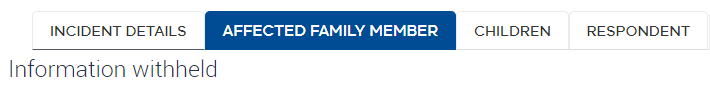 INCIDENT DETAILS AFFECTED FAMILY MEMBER CHILDREN RESPONDENT
Information withheld